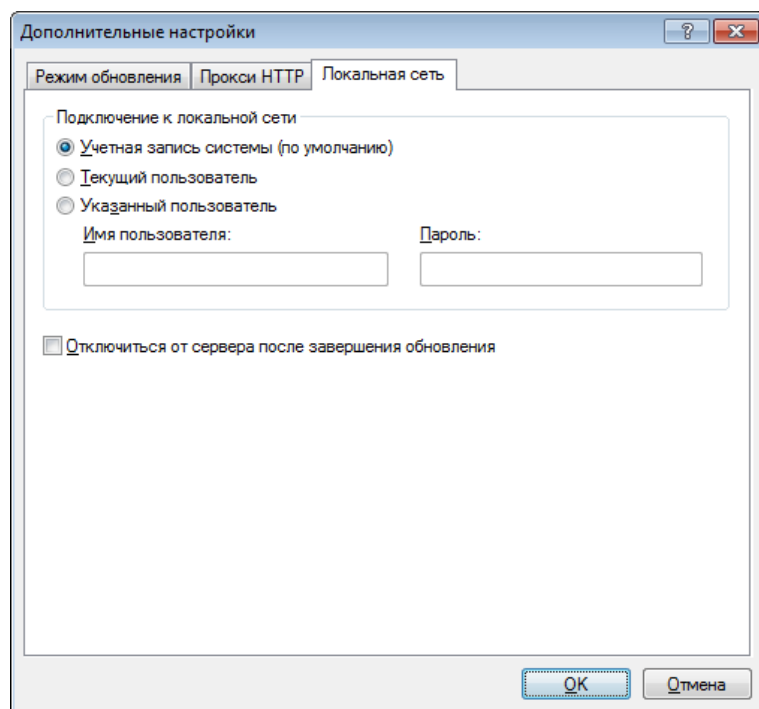 Дополнительные настройки
Режим обновления Прокси HTTP Локальная сеть
Подключение к локальной сети
Учетная запись системы (по умолчанию)
Текущий пользователь
Указанный пользователь
Имя пользователя: Пароль:
Отключиться от сервера после завершения обновления
OK Отмена